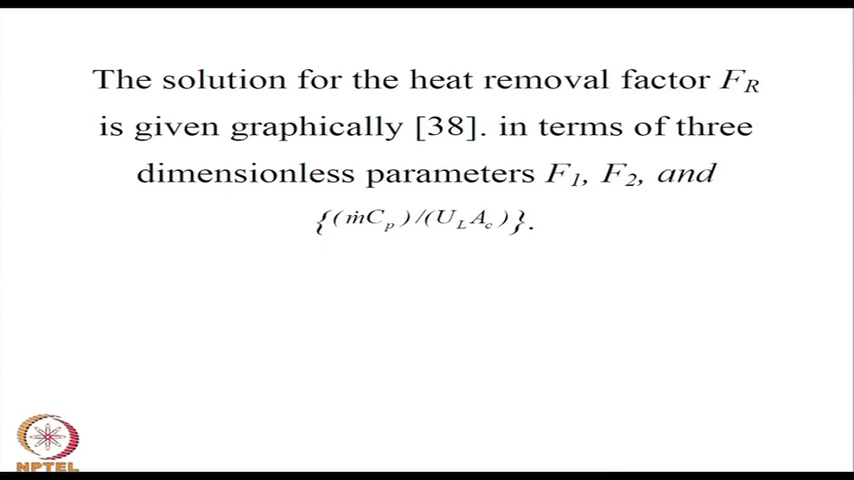 The solution for the heat removal factor F_R
is given graphically [38]. in terms of three
dimensionless parameters F_1, F_2, and
{(ṁC_p)/(U_L A_c)}.
NPTEL